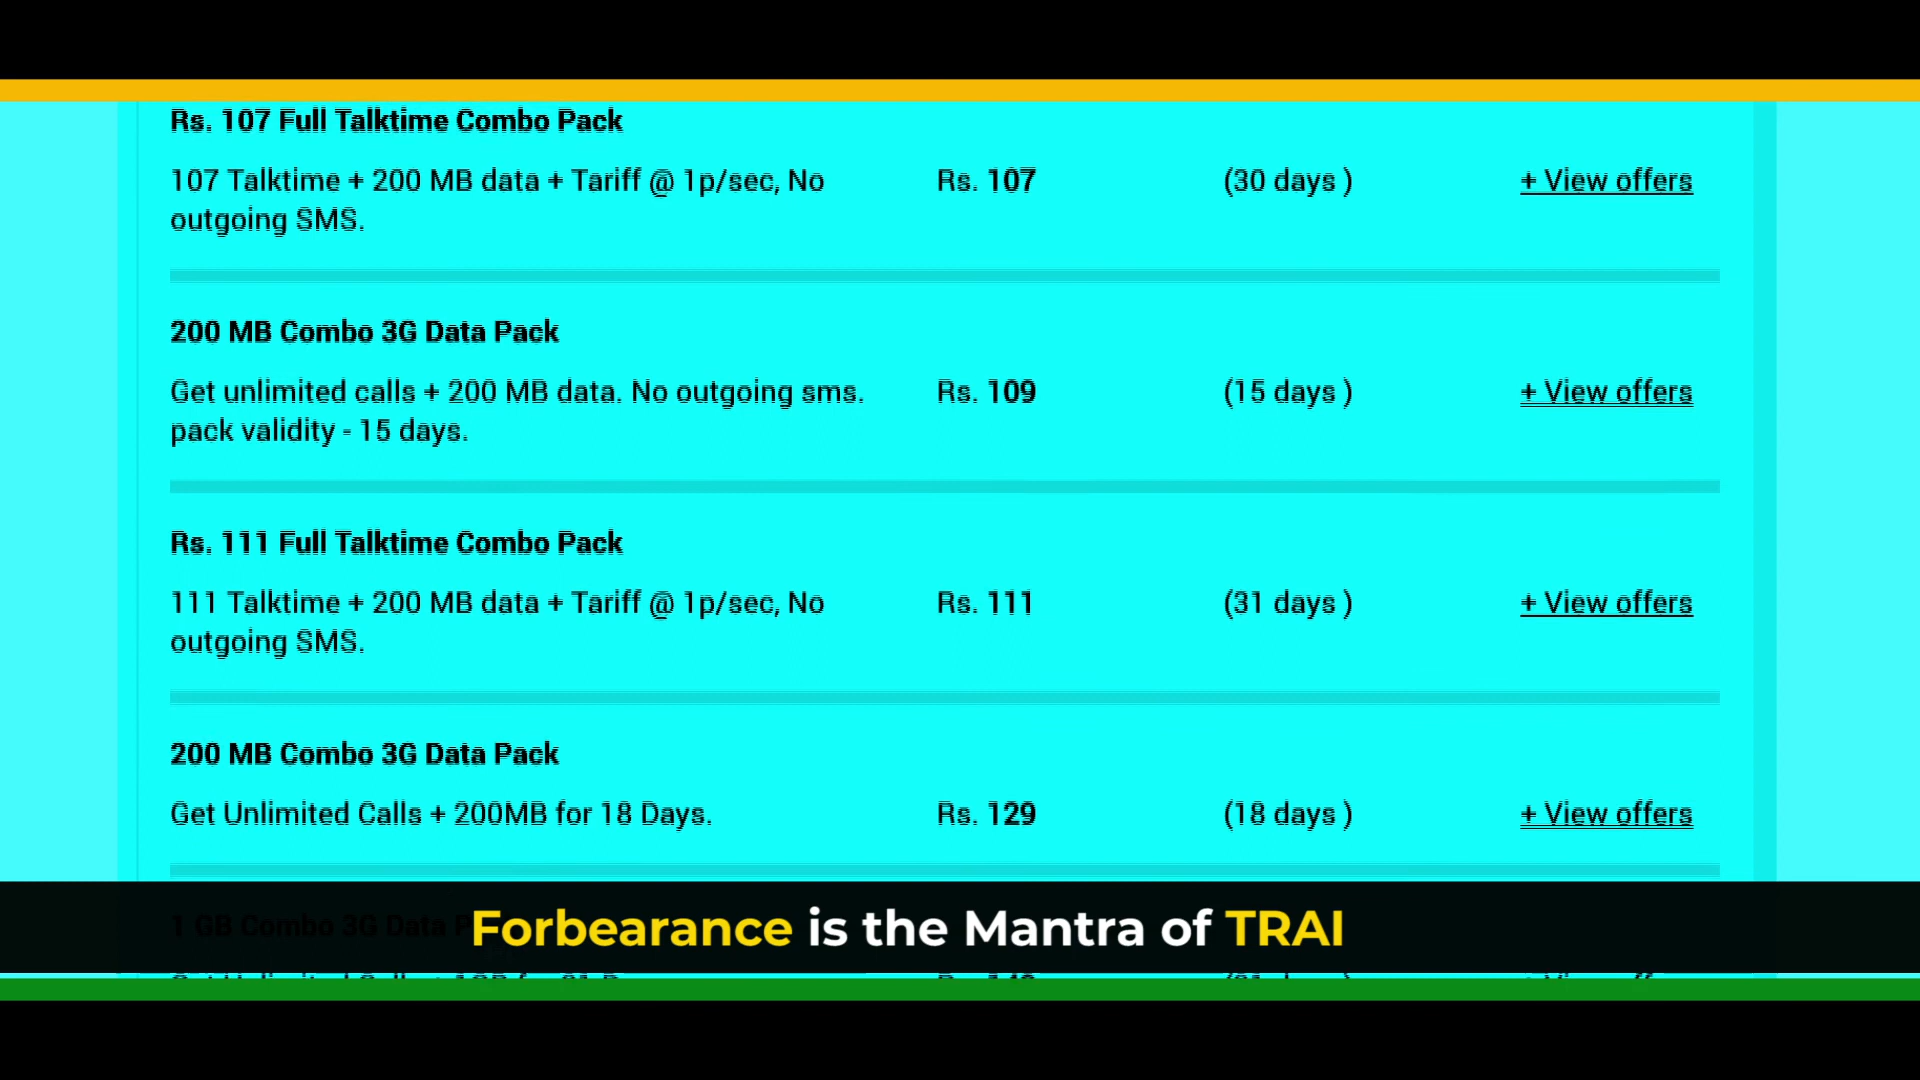 Rs. 107 Full Talktime Combo Pack
107 Talktime + 200 MB data + Tariff @ 1p/sec, No Rs. 107 (30 days ) + View offers
outgoing SMS.
200 MB Combo 3G Data Pack
Get unlimited calls + 200 MB data. No outgoing sms. Rs. 109 (15 days ) + View offers
pack validity - 15 days.
Rs. 111 Full Talktime Combo Pack
111 Talktime + 200 MB data + Tariff @ 1p/sec, No Rs. 111 (31 days ) + View offers
outgoing SMS.
200 MB Combo 3G Data Pack
Get Unlimited Calls + 200MB for 18 Days. Rs. 129 (18 days ) + View offers
1 GB Combo 3G Data
Forbearance is the Mantra of TRAI